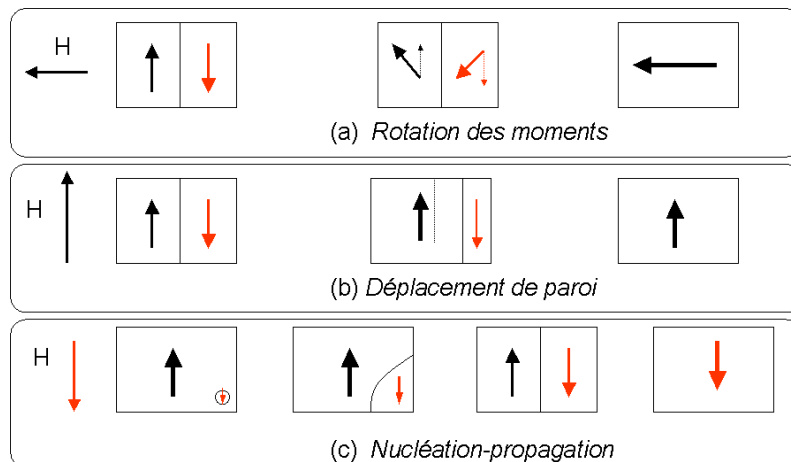 H
(a) Rotation des moments
H
(b) Déplacement de paroi
H
(c) Nucléation-propagation